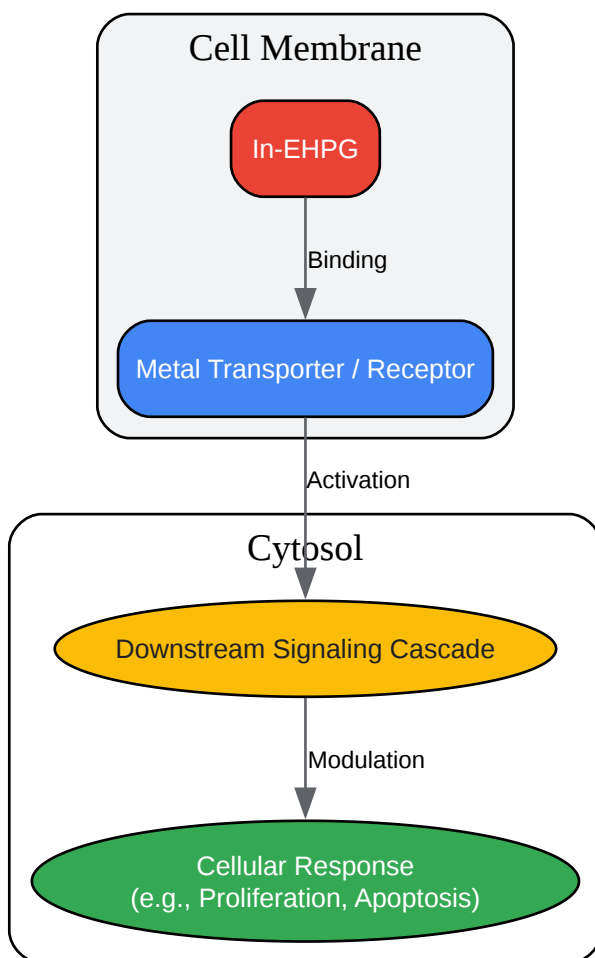 Cell Membrane
In-EHPG
Binding
Metal Transporter / Receptor
Activation
Cytosol
Downstream Signaling Cascade
Modulation
Cellular Response
(e.g., Proliferation, Apoptosis)